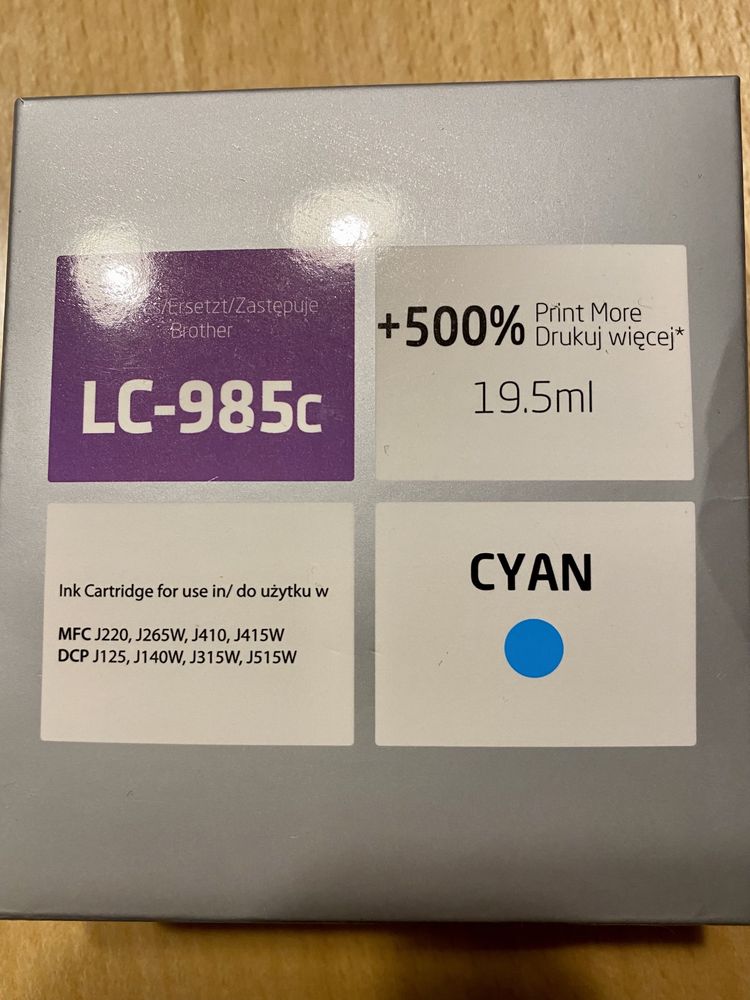 /Ersetzt/Zastępuje
Brother
LC-985c
+500% Print More
Drukuj więcej*
19.5ml
Ink Cartridge for use in/ do użytku w
MFC J220, J265W, J410, J415W
DCP J125, J140W, J315W, J515W
CYAN